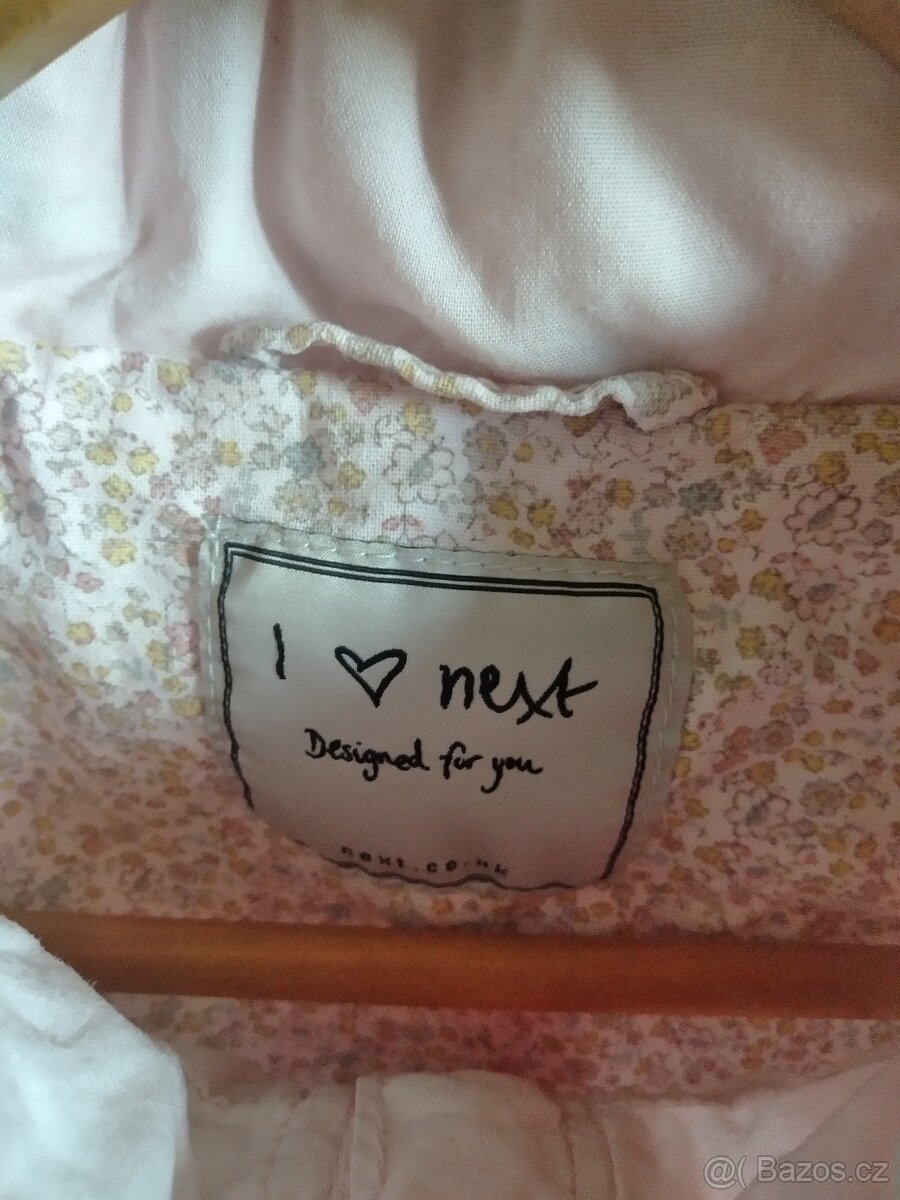 I ♡ next
Designed for you
next.co.uk
@( Bazos.cz